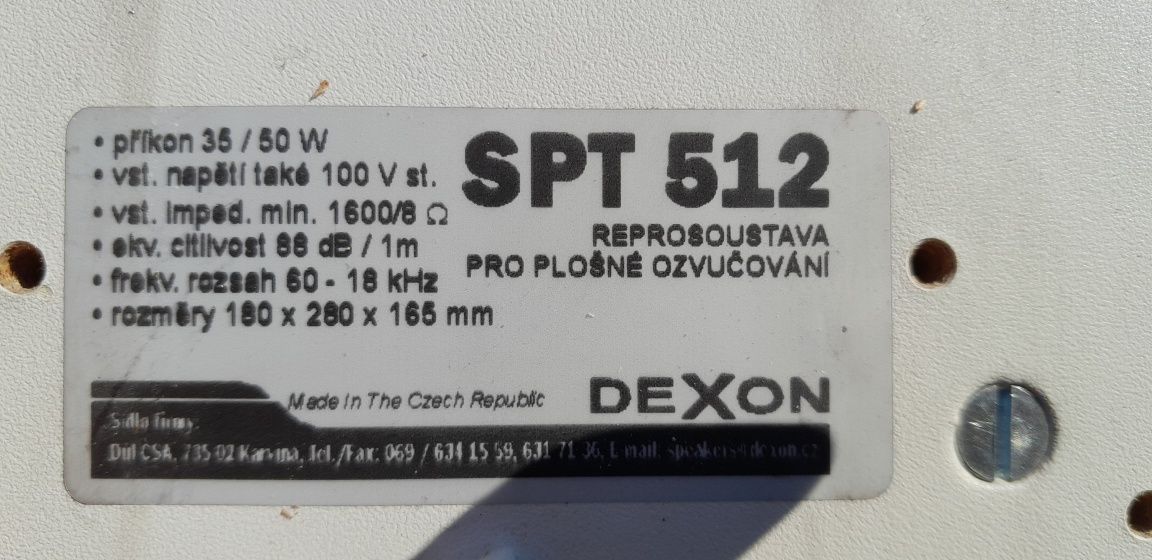 • příkon 35 / 50 W
• vst. napětí také 100 V st.
• vst. imped. min. 1600/8 Ω
• ekv. citlivost 88 dB / 1m
• frekv. rozsah 60 - 18 kHz
• rozměry 180 x 280 x 165 mm
SPT 512
REPROSOUSTAVA
PRO PLOŠNÉ OZVUČOVÁNÍ
Made In The Czech Republic
DEXON
Sídlo firmy:
Důl ČSA, 735 02 Karviná, Tel./Fax: 069 / 634 15 59, 631 71 36, E mail: speakers@dexon.cz